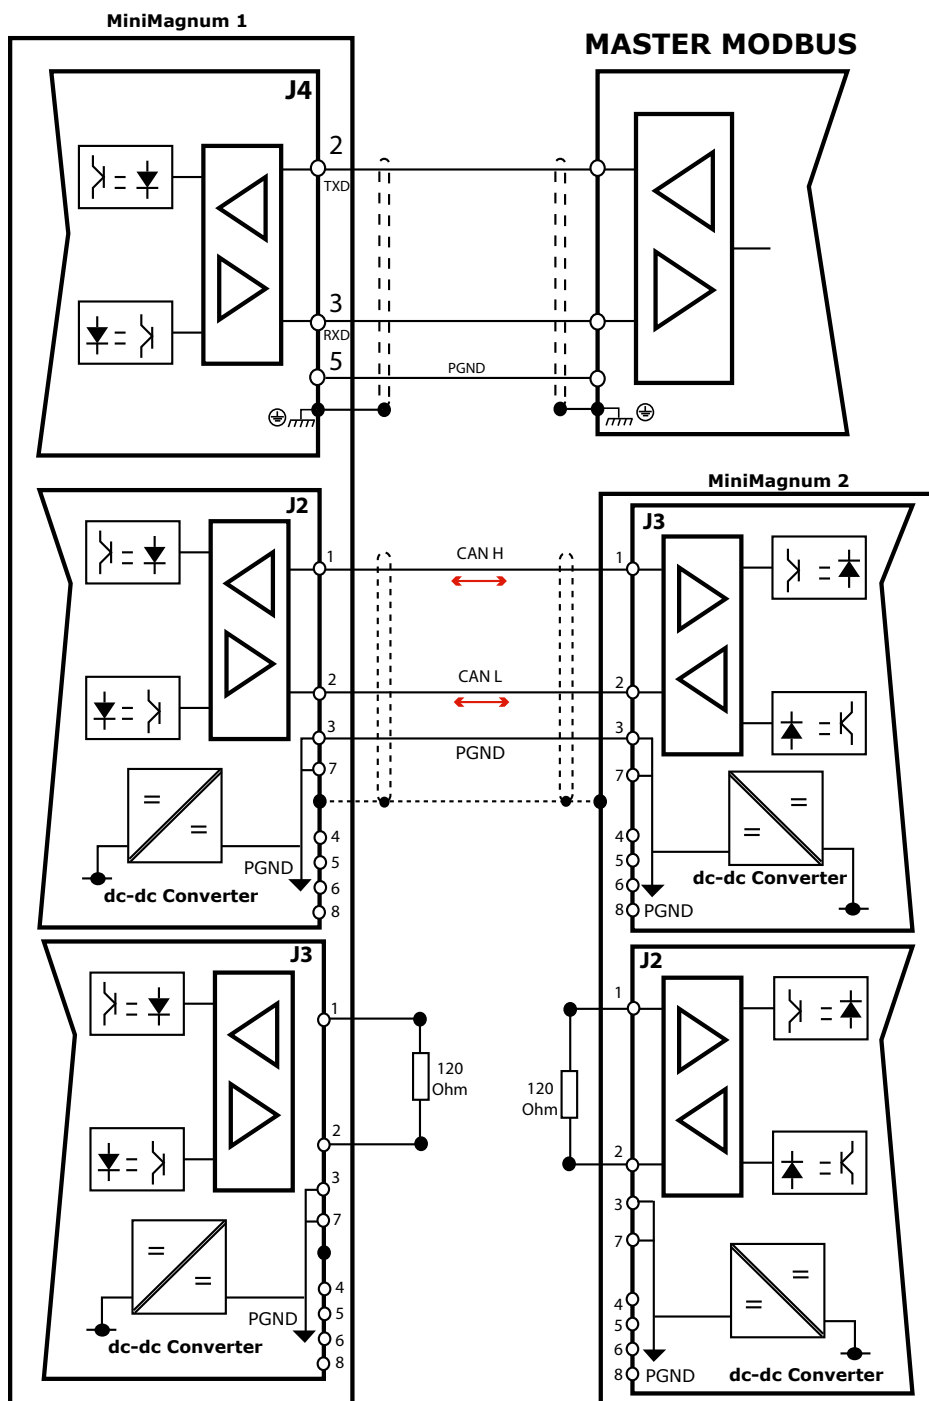 MiniMagnum 1
MASTER MODBUS
J4
2
TXD
3
RXD
5
PGND
MiniMagnum 2
J2
1
CAN H
2
CAN L
3
PGND
7
4
PGND
5
dc-dc Converter
6
8
J3
1
2
3
7
4
5
dc-dc Converter
6
8
PGND
J3
1
120
Ohm
2
3
7
4
PGND
5
6
dc-dc Converter
8
J2
1
120
Ohm
2
3
7
4
5
6
8
PGND
dc-dc Converter